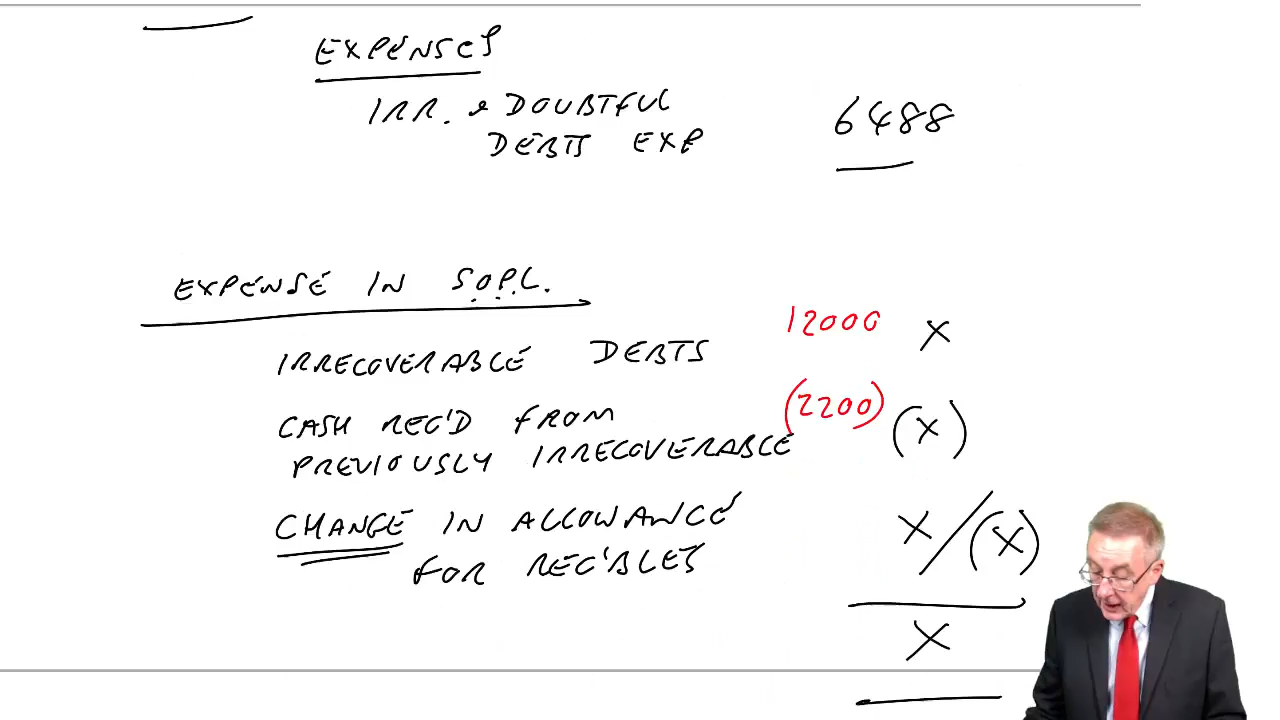 EXPENSES
IRR. & DOUBTFUL
DEBTS EXP 6488
EXPENSE IN S.O.P.L.
IRRECOVERABLE DEBTS 12000 X
CASH REC'D FROM
PREVIOUSLY IRRECOVERABLE (2200) (X)
CHANGE IN ALLOWANCE
FOR REC'BLES X/(X)
X